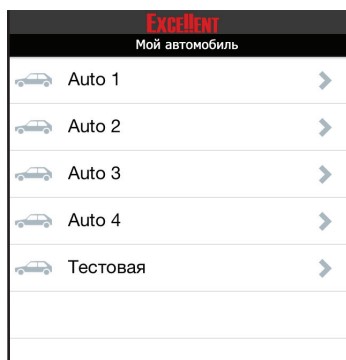 EXCEllENT
Мой автомобиль
Auto 1
Auto 2
Auto 3
Auto 4
Тестовая